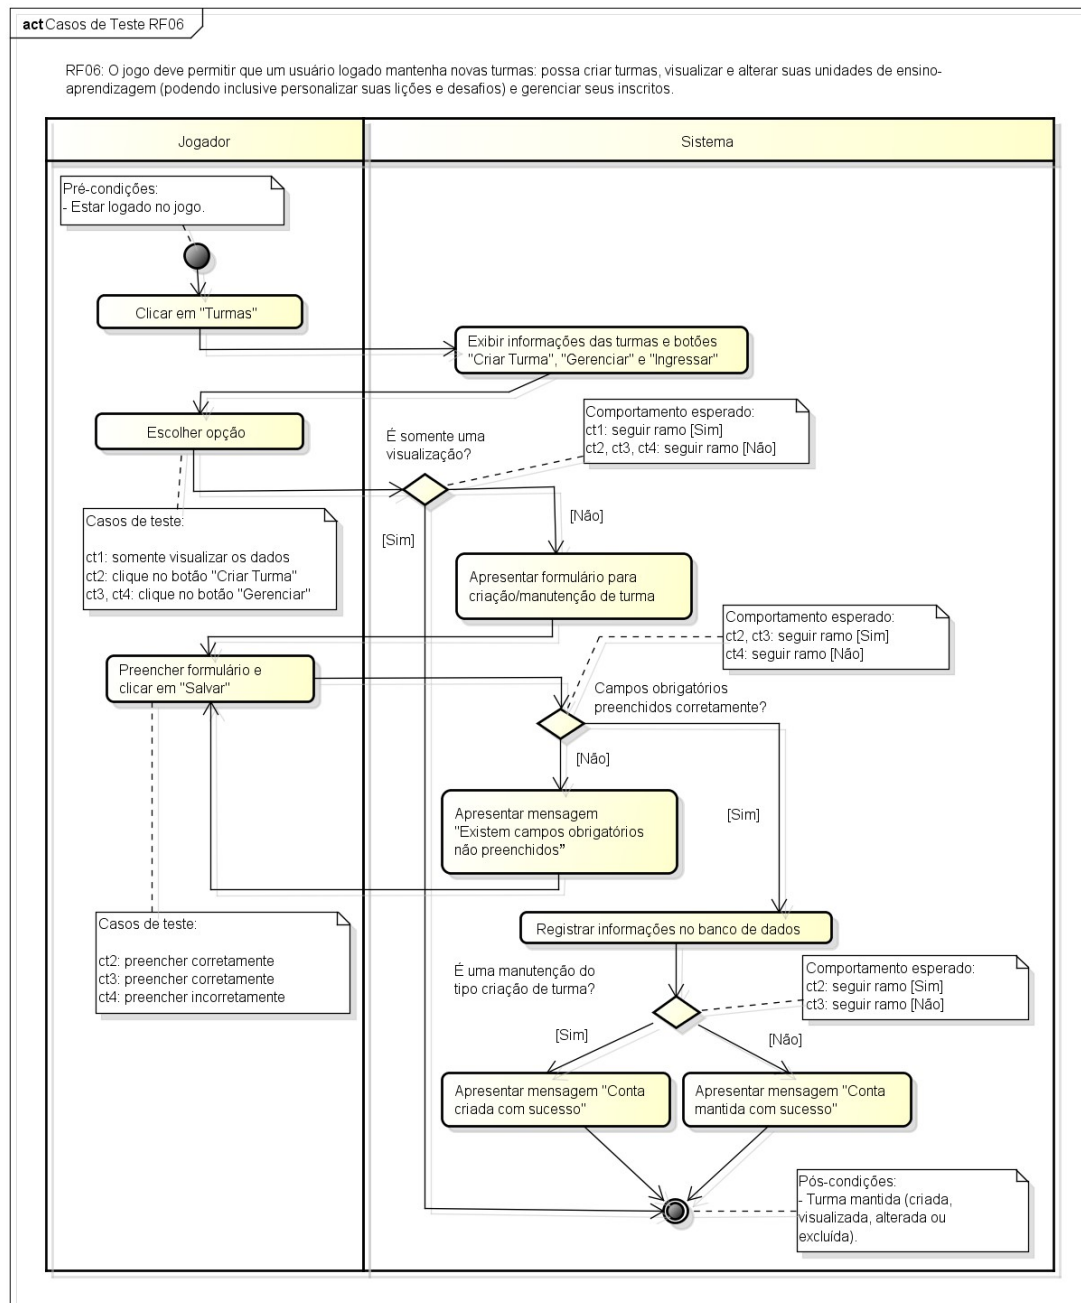 act Casos de Teste RF06
RF06: O jogo deve permitir que um usuário logado mantenha novas turmas: possa criar turmas, visualizar e alterar suas unidades de ensino-
aprendizagem (podendo inclusive personalizar suas lições e desafios) e gerenciar seus inscritos.
Jogador
Sistema
Pré-condições:
- Estar logado no jogo.
Clicar em "Turmas"
Exibir informações das turmas e botões
"Criar Turma", "Gerenciar" e "Ingressar"
Escolher opção
É somente uma
visualização?
Comportamento esperado:
ct1: seguir ramo [Sim]
ct2, ct3, ct4: seguir ramo [Não]
[Sim]
[Não]
Casos de teste:
ct1: somente visualizar os dados
ct2: clique no botão "Criar Turma"
ct3, ct4: clique no botão "Gerenciar"
Apresentar formulário para
criação/manutenção de turma
Comportamento esperado:
ct2, ct3: seguir ramo [Sim]
ct4: seguir ramo [Não]
Preencher formulário e
clicar em "Salvar"
Campos obrigatórios
preenchidos corretamente?
[Não]
[Sim]
Apresentar mensagem
"Existem campos obrigatórios
não preenchidos”
Casos de teste:
ct2: preencher corretamente
ct3: preencher corretamente
ct4: preencher incorretamente
Registrar informações no banco de dados
É uma manutenção do
tipo criação de turma?
Comportamento esperado:
ct2: seguir ramo [Sim]
ct3: seguir ramo [Não]
[Sim]
[Não]
Apresentar mensagem "Conta
criada com sucesso"
Apresentar mensagem "Conta
mantida com sucesso"
Pós-condições:
- Turma mantida (criada,
visualizada, alterada ou
excluída).